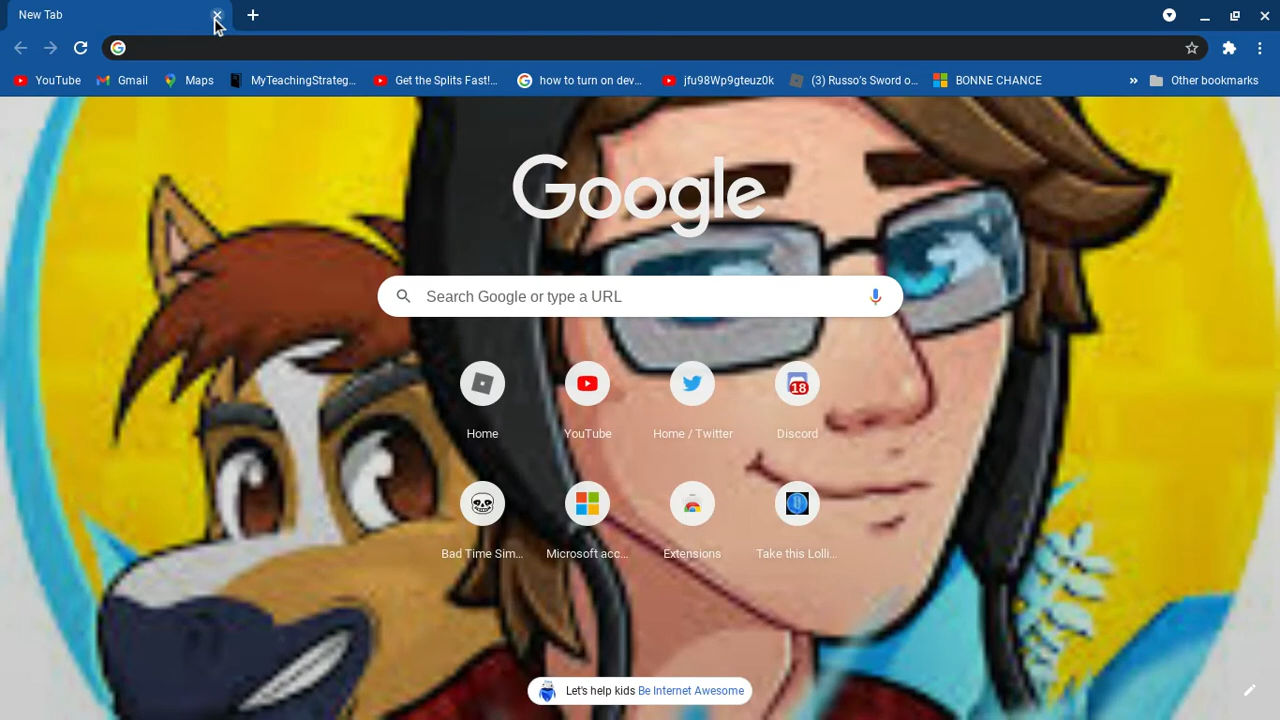 New Tab
YouTube Gmail Maps MyTeachingStrateg... Get the Splits Fast!... how to turn on dev... jfu98Wp9gteuz0k (3) Russo's Sword o... BONNE CHANCE » Other bookmarks
Google
Search Google or type a URL
18
Home YouTube Home / Twitter Discord
Bad Time Sim... Microsoft acc... Extensions Take this Lolli...
Let's help kids Be Internet Awesome